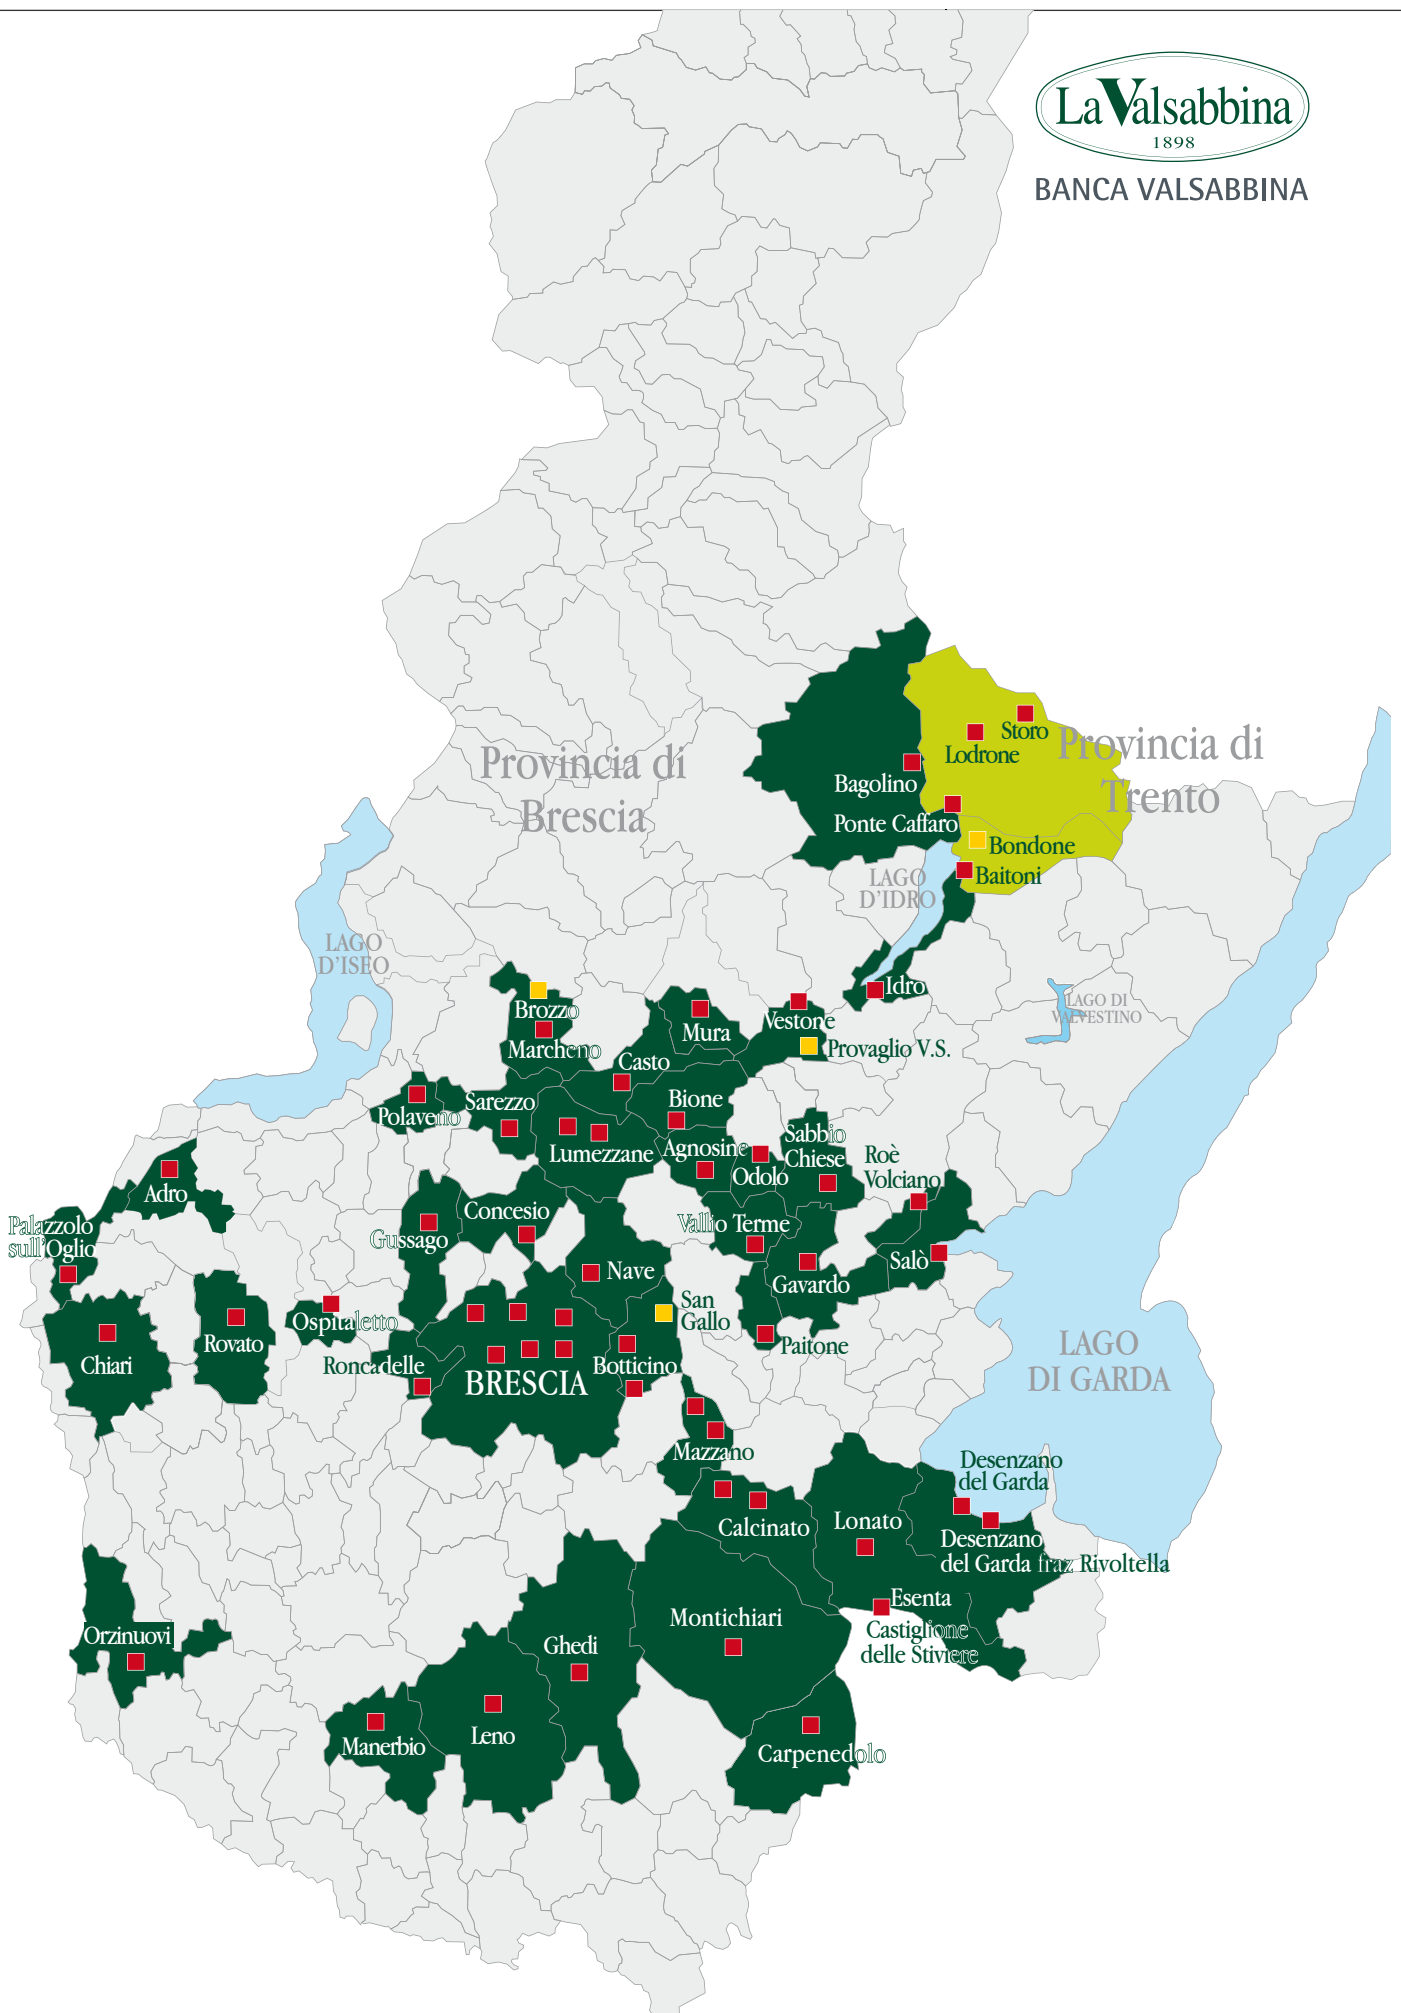 La Valsabbina
1898
BANCA VALSABBINA
Storo
Lodrone
Provincia di
Trento
Provincia di
Brescia
Bagolino
Ponte Caffaro
Bondone
Baitoni
LAGO
D'IDRO
LAGO
D'ISEO
Idro
LAGO DI
VALVESTINO
Brozzo
Marcheno
Mura
Vestone
Provaglio V.S.
Casto
Polaveno
Sarezzo
Bione
Lumezzane
Agnosine
Odolo
Sabbio
Chiese
Roè
Volciano
Adro
Palazzolo
sull'Oglio
Gussago
Concesio
Vallio Terme
Salò
Nave
Gavardo
San
Gallo
Ospitaletto
Rovato
Chiari
Roncadelle
BRESCIA
Botticino
Paitone
LAGO
DI GARDA
Mazzano
Desenzano
del Garda
Calcinato
Lonato
Desenzano
del Garda fraz Rivoltella
Esenta
Castiglione
delle Stiviere
Montichiari
Orzinuovi
Ghedi
Manerbio
Leno
Carpenedolo